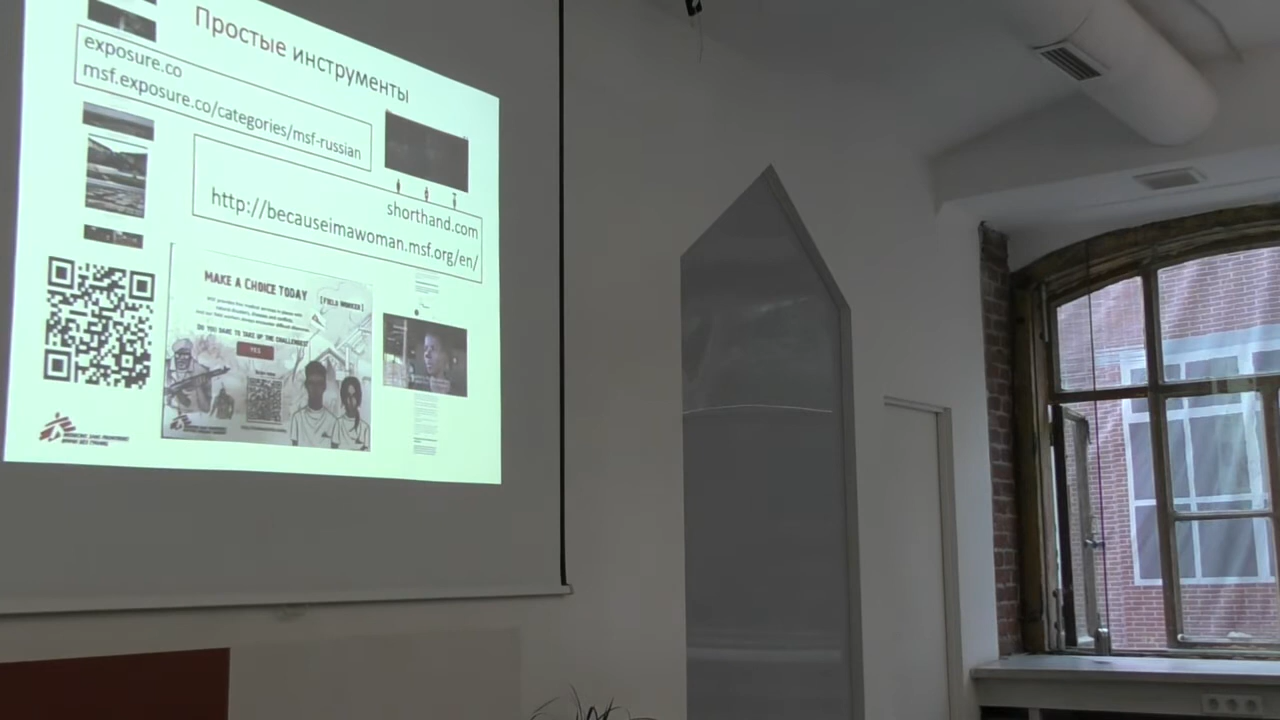 Простые инструменты
exposure.co
msf.exposure.co/categories/msf-russian
shorthand.com
http://becauseimawoman.msf.org/en/
MAKE A CHOICE TODAY
[FIELD WORKER]
DO YOU DARE TO TAKE UP THE CHALLENGE?
YES